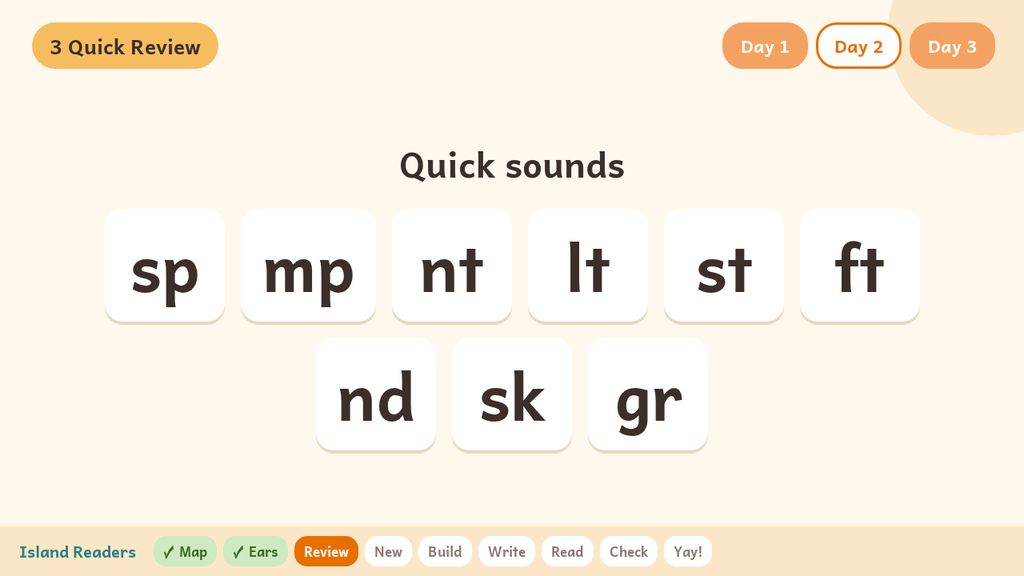 3 Quick Review
Day 1 Day 2 Day 3
Quick sounds
sp mp nt lt st ft
nd sk gr
Island Readers ✓ Map ✓ Ears Review New Build Write Read Check Yay!